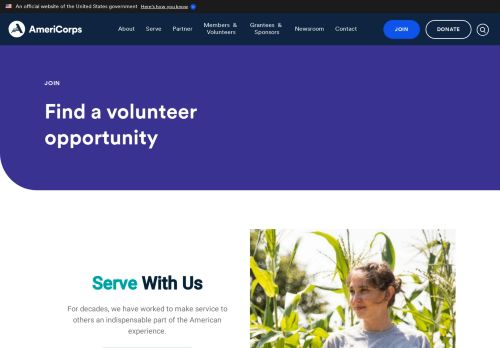 An official website of the United States government Here's how you know
AmeriCorps
About Serve Partner Members & Volunteers Grantees & Sponsors Newsroom Contact JOIN DONATE
JOIN
Find a volunteer
opportunity
Serve With Us
For decades, we have worked to make service to
others an indispensable part of the American
experience.